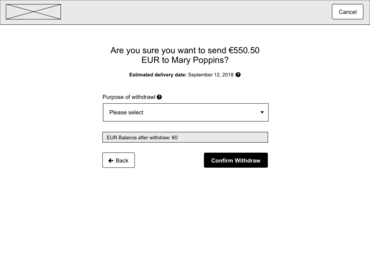 Cancel
Are you sure you want to send €550.50
EUR to Mary Poppins?
Estimated delivery date: September 12, 2018
Purpose of withdrawl
Please select
EUR Balance after withdraw: €0
Back
Confirm Withdraw